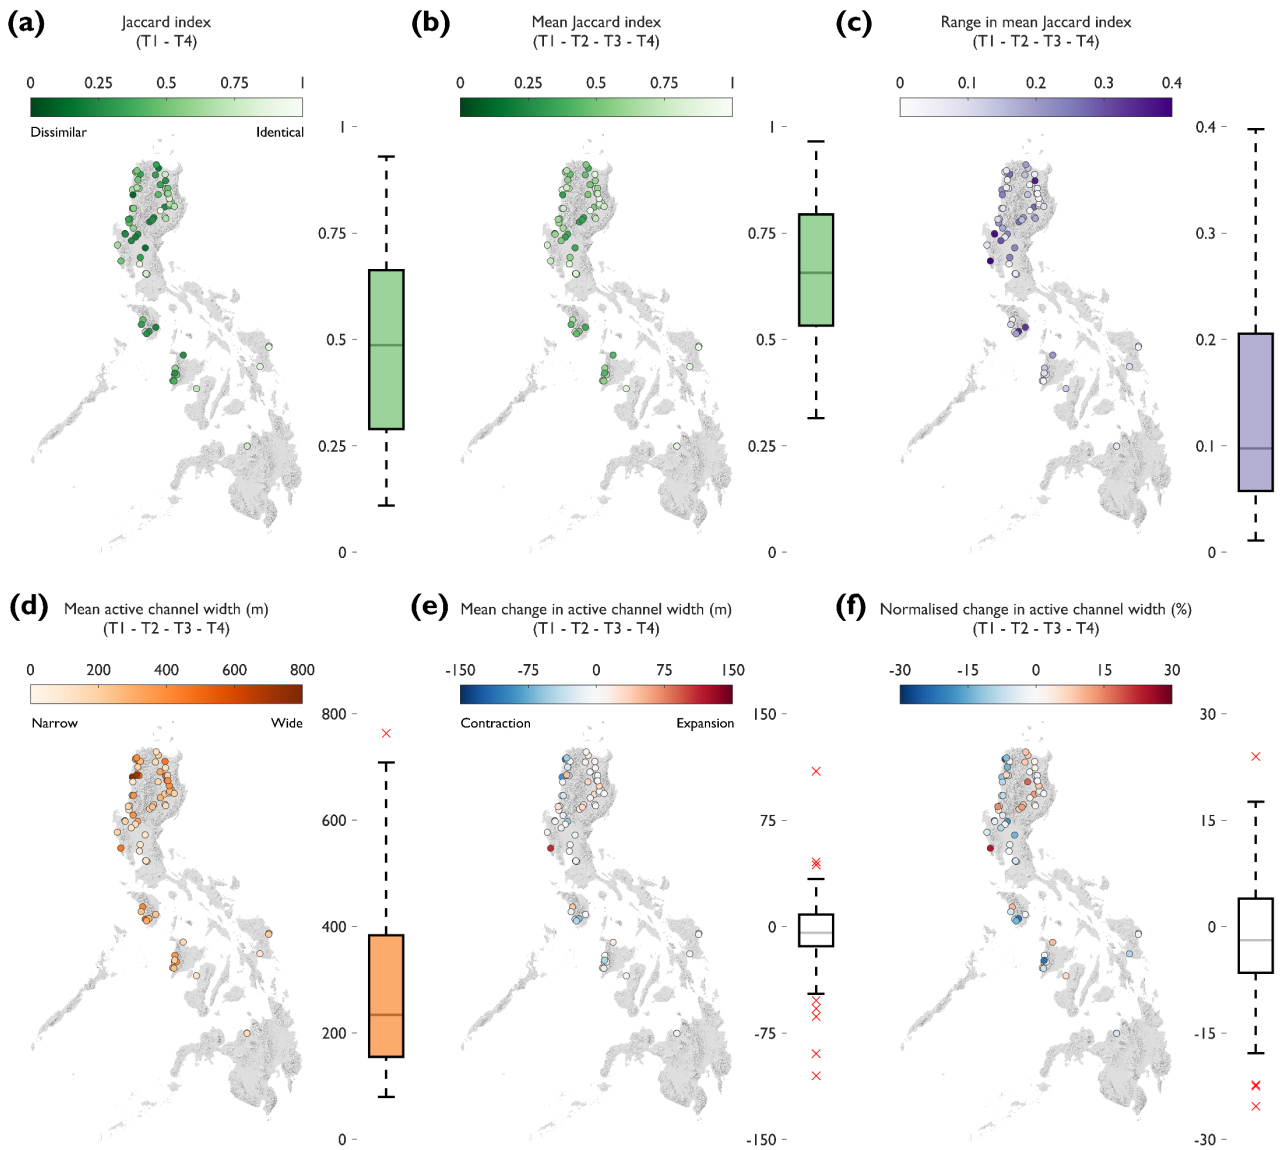 (a)
Jaccard index
(T1 - T4)
0 0.25 0.5 0.75 1
Dissimilar Identical
1
0.75
0.5
0.25
0
(b)
Mean Jaccard index
(T1 - T2 - T3 - T4)
0 0.25 0.5 0.75 1
1
0.75
0.5
0.25
0
(c)
Range in mean Jaccard index
(T1 - T2 - T3 - T4)
0 0.1 0.2 0.3 0.4
0.4
0.3
0.2
0.1
0
(d)
Mean active channel width (m)
(T1 - T2 - T3 - T4)
0 200 400 600 800
Narrow Wide
800
600
400
200
0
(e)
Mean change in active channel width (m)
(T1 - T2 - T3 - T4)
-150 -75 0 75 150
Contraction Expansion
150
75
0
-75
-150
(f)
Normalised change in active channel width (%)
(T1 - T2 - T3 - T4)
-30 -15 0 15 30
30
15
0
-15
-30